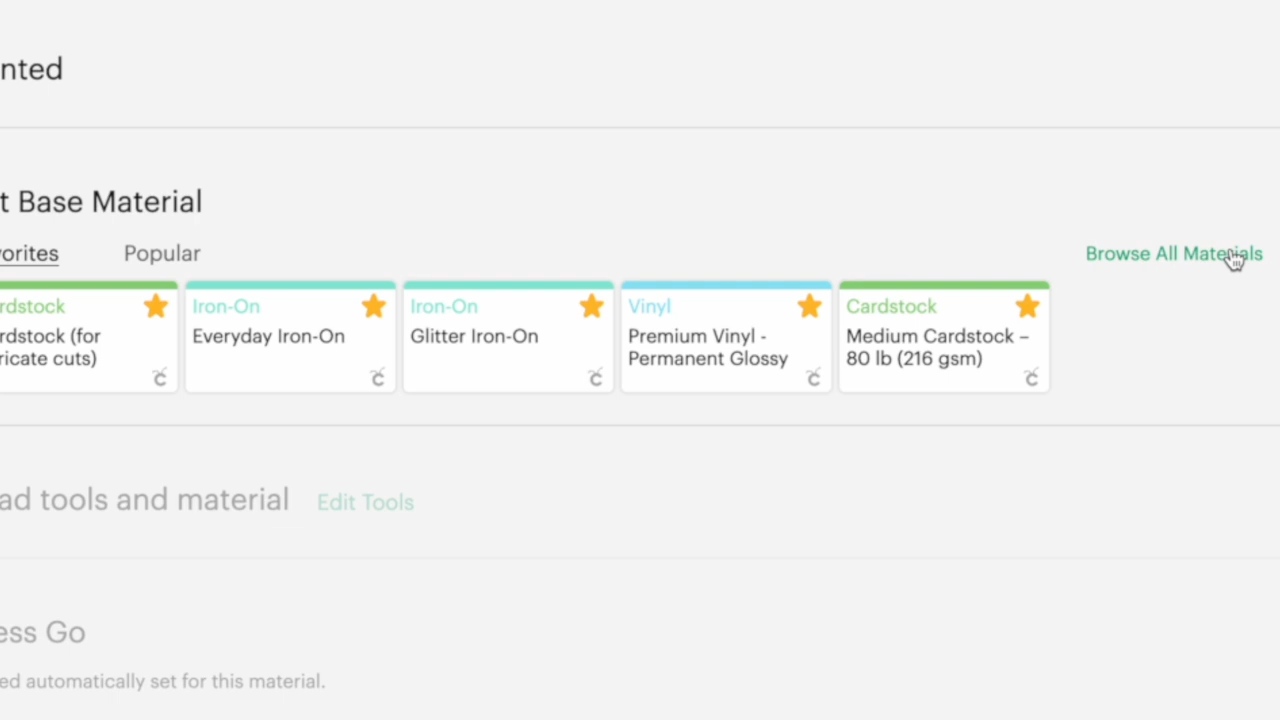 nted
t Base Material
vorites Popular Browse All Materials
rdstock Iron-On Iron-On Vinyl Cardstock
rdstock (for Everyday Iron-On Glitter Iron-On Premium Vinyl - Medium Cardstock –
ricate cuts) Permanent Glossy 80 lb (216 gsm)
ad tools and material Edit Tools
ess Go
ed automatically set for this material.